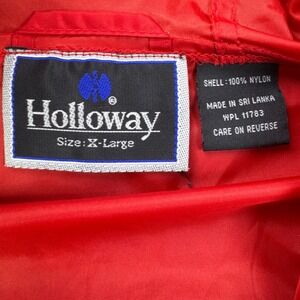 ®
Holloway
Size: X-Large
SHELL: 100% NYLON
MADE IN SRI LANKA
WPL 11783
CARE ON REVERSE